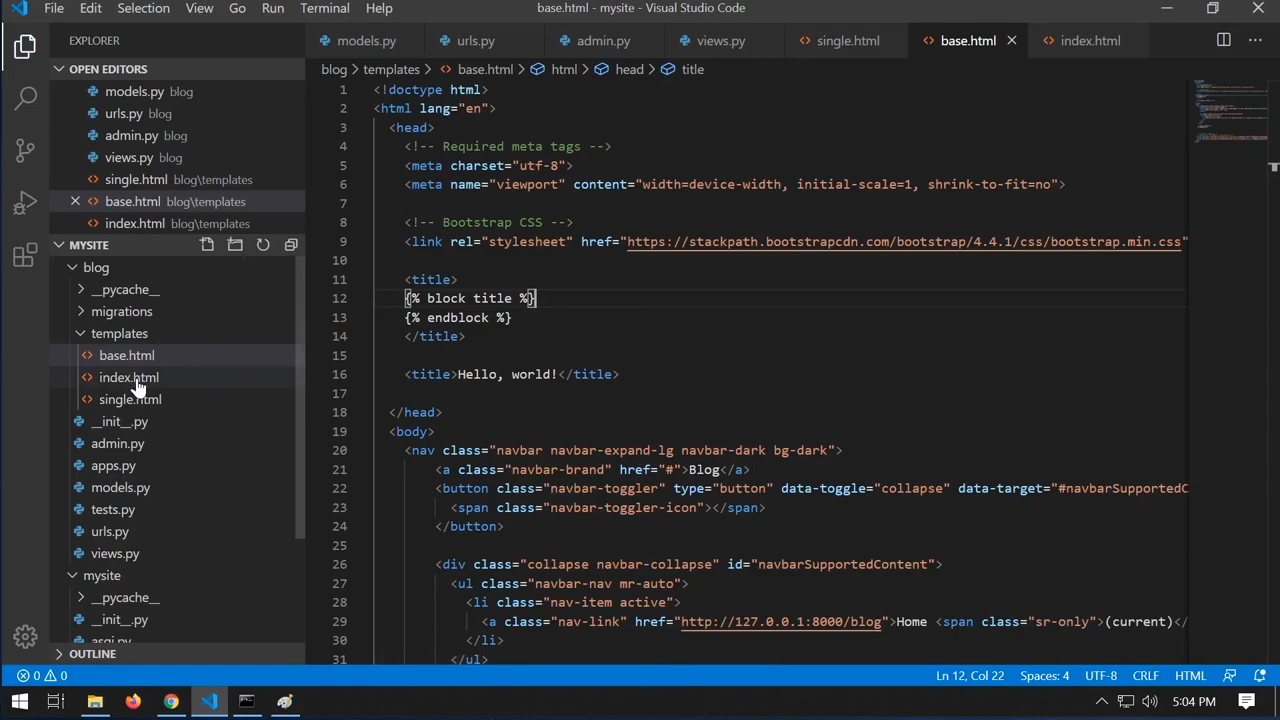 File Edit Selection View Go Run Terminal Help base.html - mysite - Visual Studio Code
EXPLORER
OPEN EDITORS
models.py blog
urls.py blog
admin.py blog
views.py blog
single.html blog\templates
base.html blog\templates
index.html blog\templates
MYSITE
blog
__pycache__
migrations
templates
base.html
index.html
single.html
__init__.py
admin.py
apps.py
models.py
tests.py
urls.py
views.py
mysite
__pycache__
__init__.py
asgi.py
OUTLINE
models.py urls.py admin.py views.py single.html base.html index.html
blog > templates > base.html > html > head > title
1 <!doctype html>
2 <html lang="en">
3 <head>
4 <!-- Required meta tags -->
5 <meta charset="utf-8">
6 <meta name="viewport" content="width=device-width, initial-scale=1, shrink-to-fit=no">
7
8 <!-- Bootstrap CSS -->
9 <link rel="stylesheet" href="https://stackpath.bootstrapcdn.com/bootstrap/4.4.1/css/bootstrap.min.css"
10
11 <title>
12 {% block title %}
13 {% endblock %}
14 </title>
15
16 <title>Hello, world!</title>
17
18 </head>
19 <body>
20 <nav class="navbar navbar-expand-lg navbar-dark bg-dark">
21 <a class="navbar-brand" href="#">Blog</a>
22 <button class="navbar-toggler" type="button" data-toggle="collapse" data-target="#navbarSupportedC
23 <span class="navbar-toggler-icon"></span>
24 </button>
25
26 <div class="collapse navbar-collapse" id="navbarSupportedContent">
27 <ul class="navbar-nav mr-auto">
28 <li class="nav-item active">
29 <a class="nav-link" href="http://127.0.0.1:8000/blog">Home <span class="sr-only">(current)</
30 </li>
31 </ul>
0 0 Ln 12, Col 22 Spaces: 4 UTF-8 CRLF HTML
5:04 PM